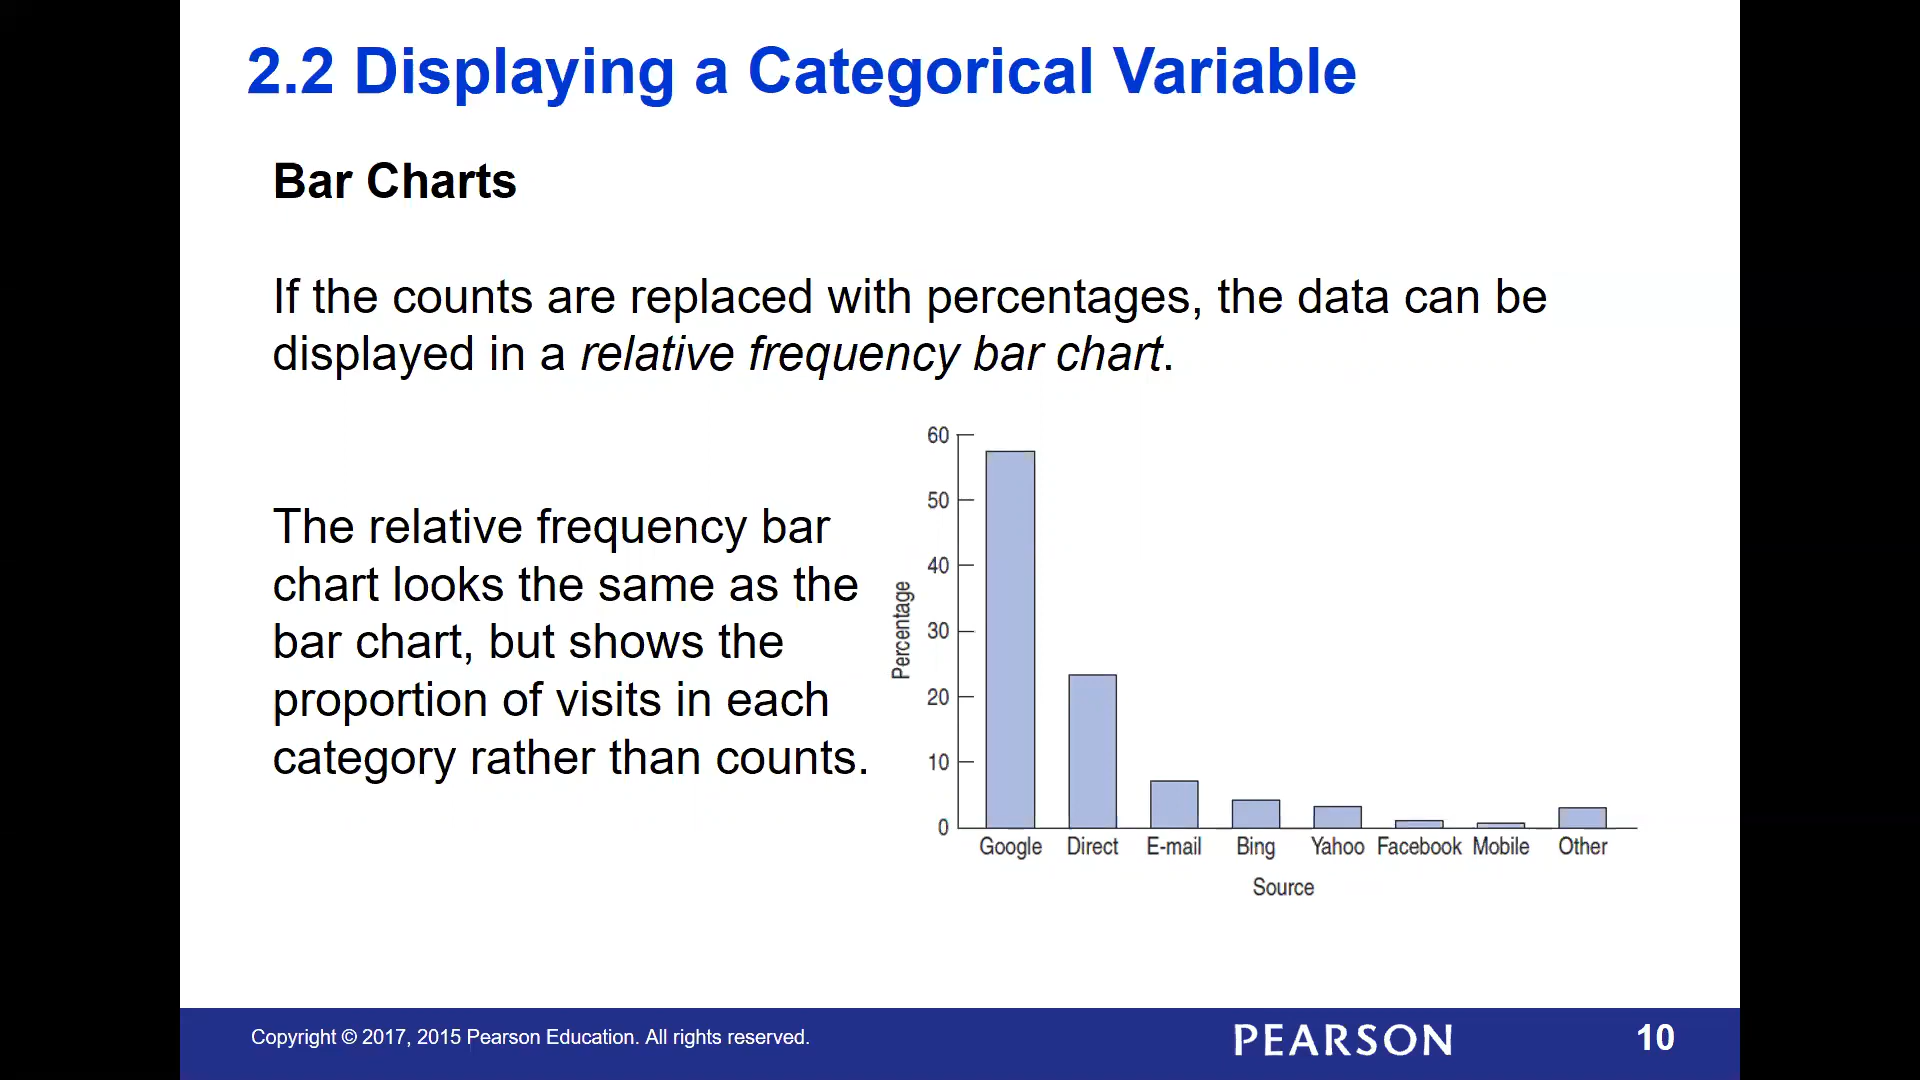 2.2 Displaying a Categorical Variable
Bar Charts
If the counts are replaced with percentages, the data can be
displayed in a relative frequency bar chart.
The relative frequency bar
chart looks the same as the
bar chart, but shows the
proportion of visits in each
category rather than counts.
60
50
40
30
20
10
0
Percentage
Google Direct E-mail Bing Yahoo Facebook Mobile Other
Source
Copyright © 2017, 2015 Pearson Education. All rights reserved.
PEARSON
10